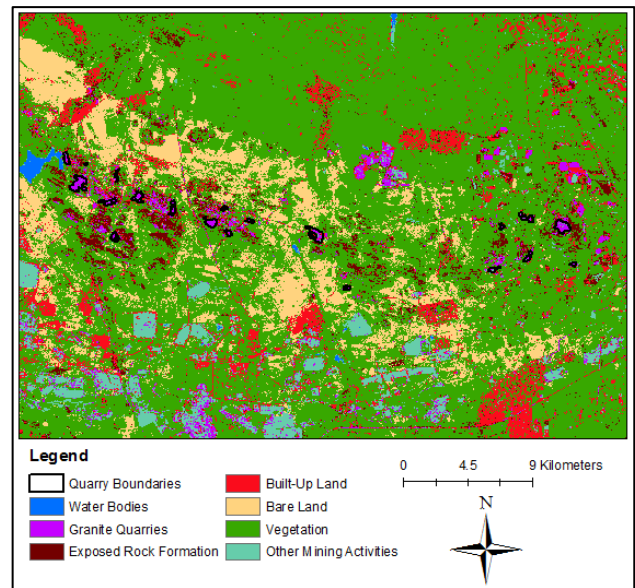 Legend
Quarry Boundaries
Water Bodies
Granite Quarries
Exposed Rock Formation
Built-Up Land
Bare Land
Vegetation
Other Mining Activities
0 4.5 9 Kilometers
N